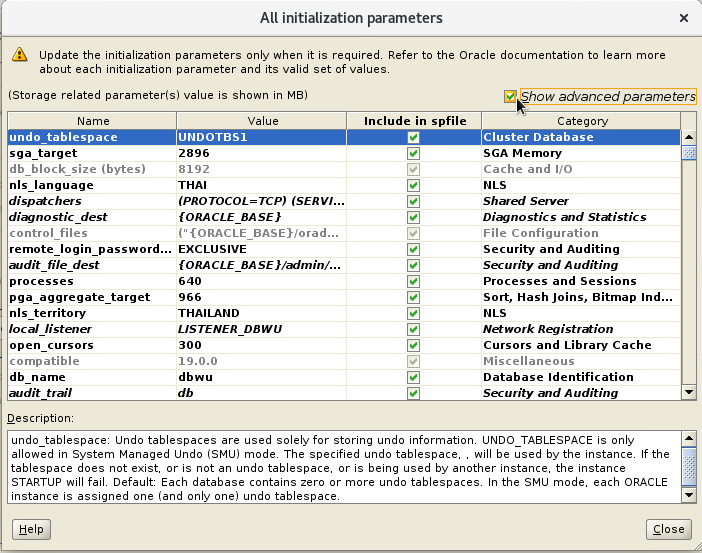 All initialization parameters
Update the initialization parameters only when it is required. Refer to the Oracle documentation to learn more
about each initialization parameter and its valid set of values.
(Storage related parameter(s) value is shown in MB)
Show advanced parameters
Name Value Include in spfile Category
undo_tablespace UNDOTBS1 Cluster Database
sga_target 2896 SGA Memory
db_block_size (bytes) 8192 Cache and I/O
nls_language THAI NLS
dispatchers (PROTOCOL=TCP) (SERVI... Shared Server
diagnostic_dest {ORACLE_BASE} Diagnostics and Statistics
control_files ("{ORACLE_BASE}/orad... File Configuration
remote_login_password... EXCLUSIVE Security and Auditing
audit_file_dest {ORACLE_BASE}/admin/... Security and Auditing
processes 640 Processes and Sessions
pga_aggregate_target 966 Sort, Hash Joins, Bitmap Ind...
nls_territory THAILAND NLS
local_listener LISTENER_DBWU Network Registration
open_cursors 300 Cursors and Library Cache
compatible 19.0.0 Miscellaneous
db_name dbwu Database Identification
audit_trail db Security and Auditing
Description:
undo_tablespace: Undo tablespaces are used solely for storing undo information. UNDO_TABLESPACE is only
allowed in System Managed Undo (SMU) mode. The specified undo tablespace, , will be used by the instance. If the
tablespace does not exist, or is not an undo tablespace, or is being used by another instance, the instance
STARTUP will fail. Default: Each database contains zero or more undo tablespaces. In the SMU mode, each ORACLE
instance is assigned one (and only one) undo tablespace.
Help Close